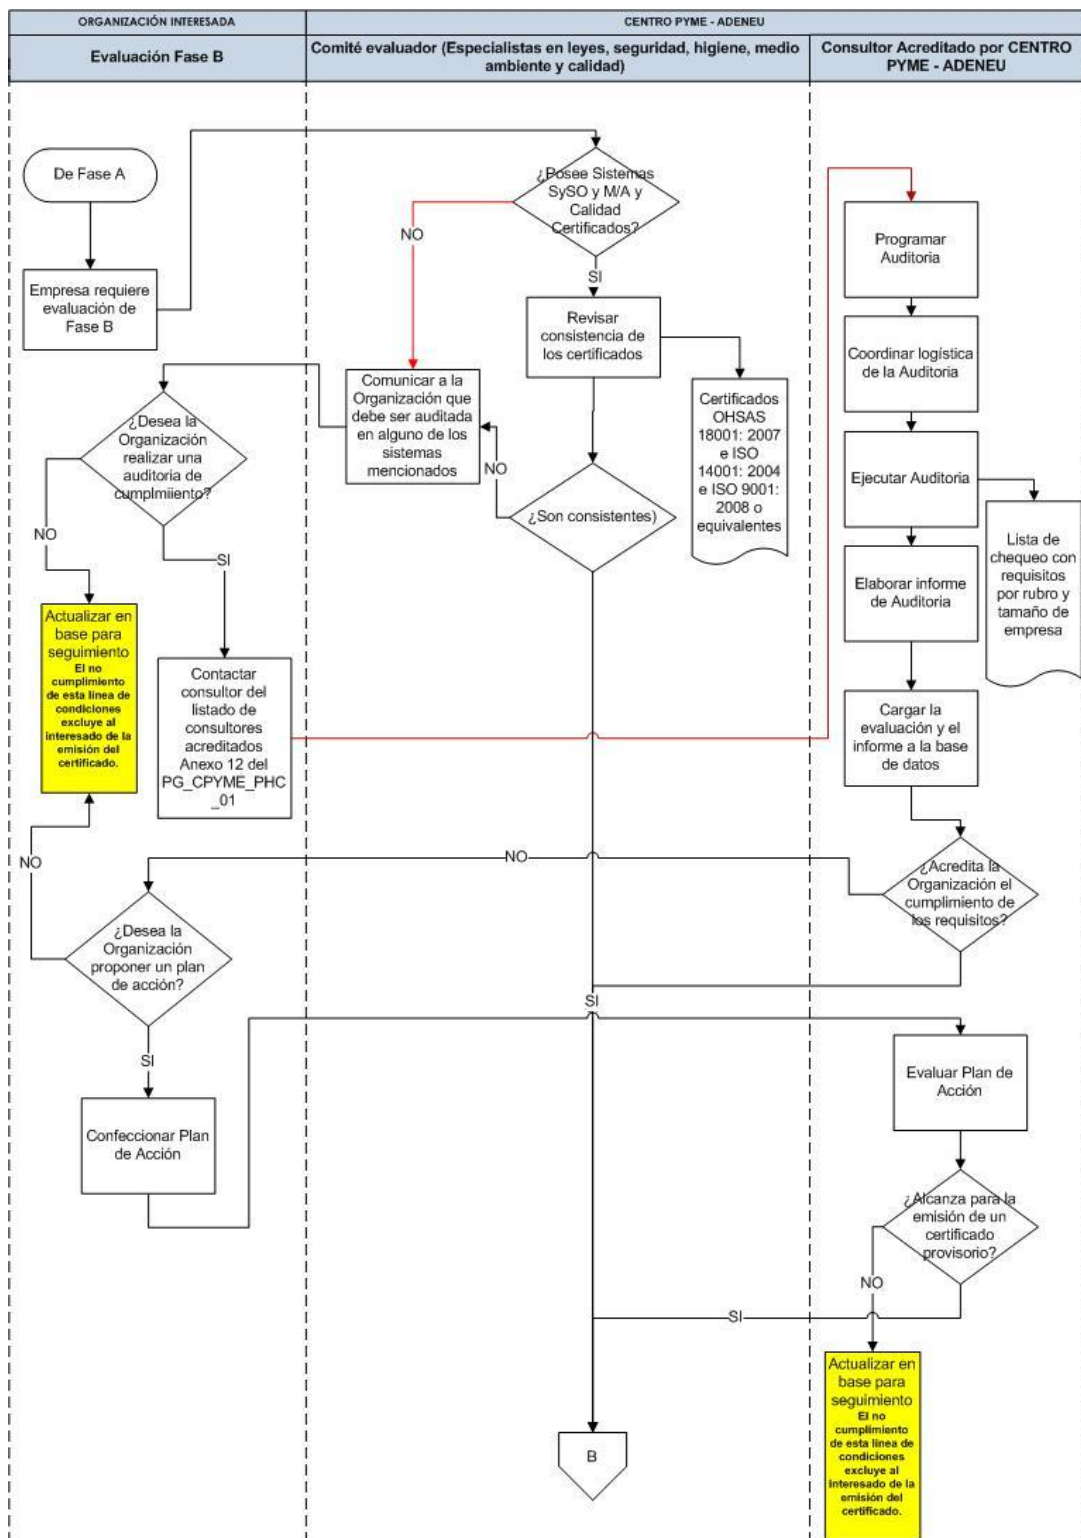 ORGANIZACIÓN INTERESADA
CENTRO PYME - ADENEU
Evaluación Fase B
Comité evaluador (Especialistas en leyes, seguridad, higiene, medio
ambiente y calidad)
Consultor Acreditado por CENTRO
PYME - ADENEU
De Fase A
Empresa requiere
evaluación de
Fase B
¿Posee Sistemas
SySO y M/A y
Calidad
Certificados?
NO
SI
Revisar
consistencia de
los certificados
Certificados
OHSAS
18001: 2007
e ISO
14001: 2004
e ISO 9001:
2008 o
equivalentes
Comunicar a la
Organización que
debe ser auditada
en alguno de los
sistemas
mencionados
NO
¿Son consistentes)
¿Desea la
Organización
realizar una
auditoria de
cumplmiiento?
NO
SI
Actualizar en
base para
seguimiento
El no
cumplimiento
de esta línea de
condiciones
excluye al
interesado de la
emisión del
certificado.
Contactar
consultor del
listado de
consultores
acreditados
Anexo 12 del
PG_CPYME_PHC
_01
Programar
Auditoria
Coordinar logística
de la Auditoria
Ejecutar Auditoria
Lista de
chequeo con
requisitos
por rubro y
tamaño de
empresa
Elaborar informe
de Auditoria
Cargar la
evaluación y el
informe a la base
de datos
¿Acredita la
Organización el
cumplimiento de
los requisitos?
NO
NO
SI
¿Desea la
Organización
proponer un plan
de acción?
SI
Confeccionar Plan
de Acción
Evaluar Plan de
Acción
¿Alcanza para la
emisión de un
certificado
provisorio?
NO
SI
Actualizar en
base para
seguimiento
El no
cumplimiento
de esta línea de
condiciones
excluye al
interesado de la
emisión del
certificado.
B